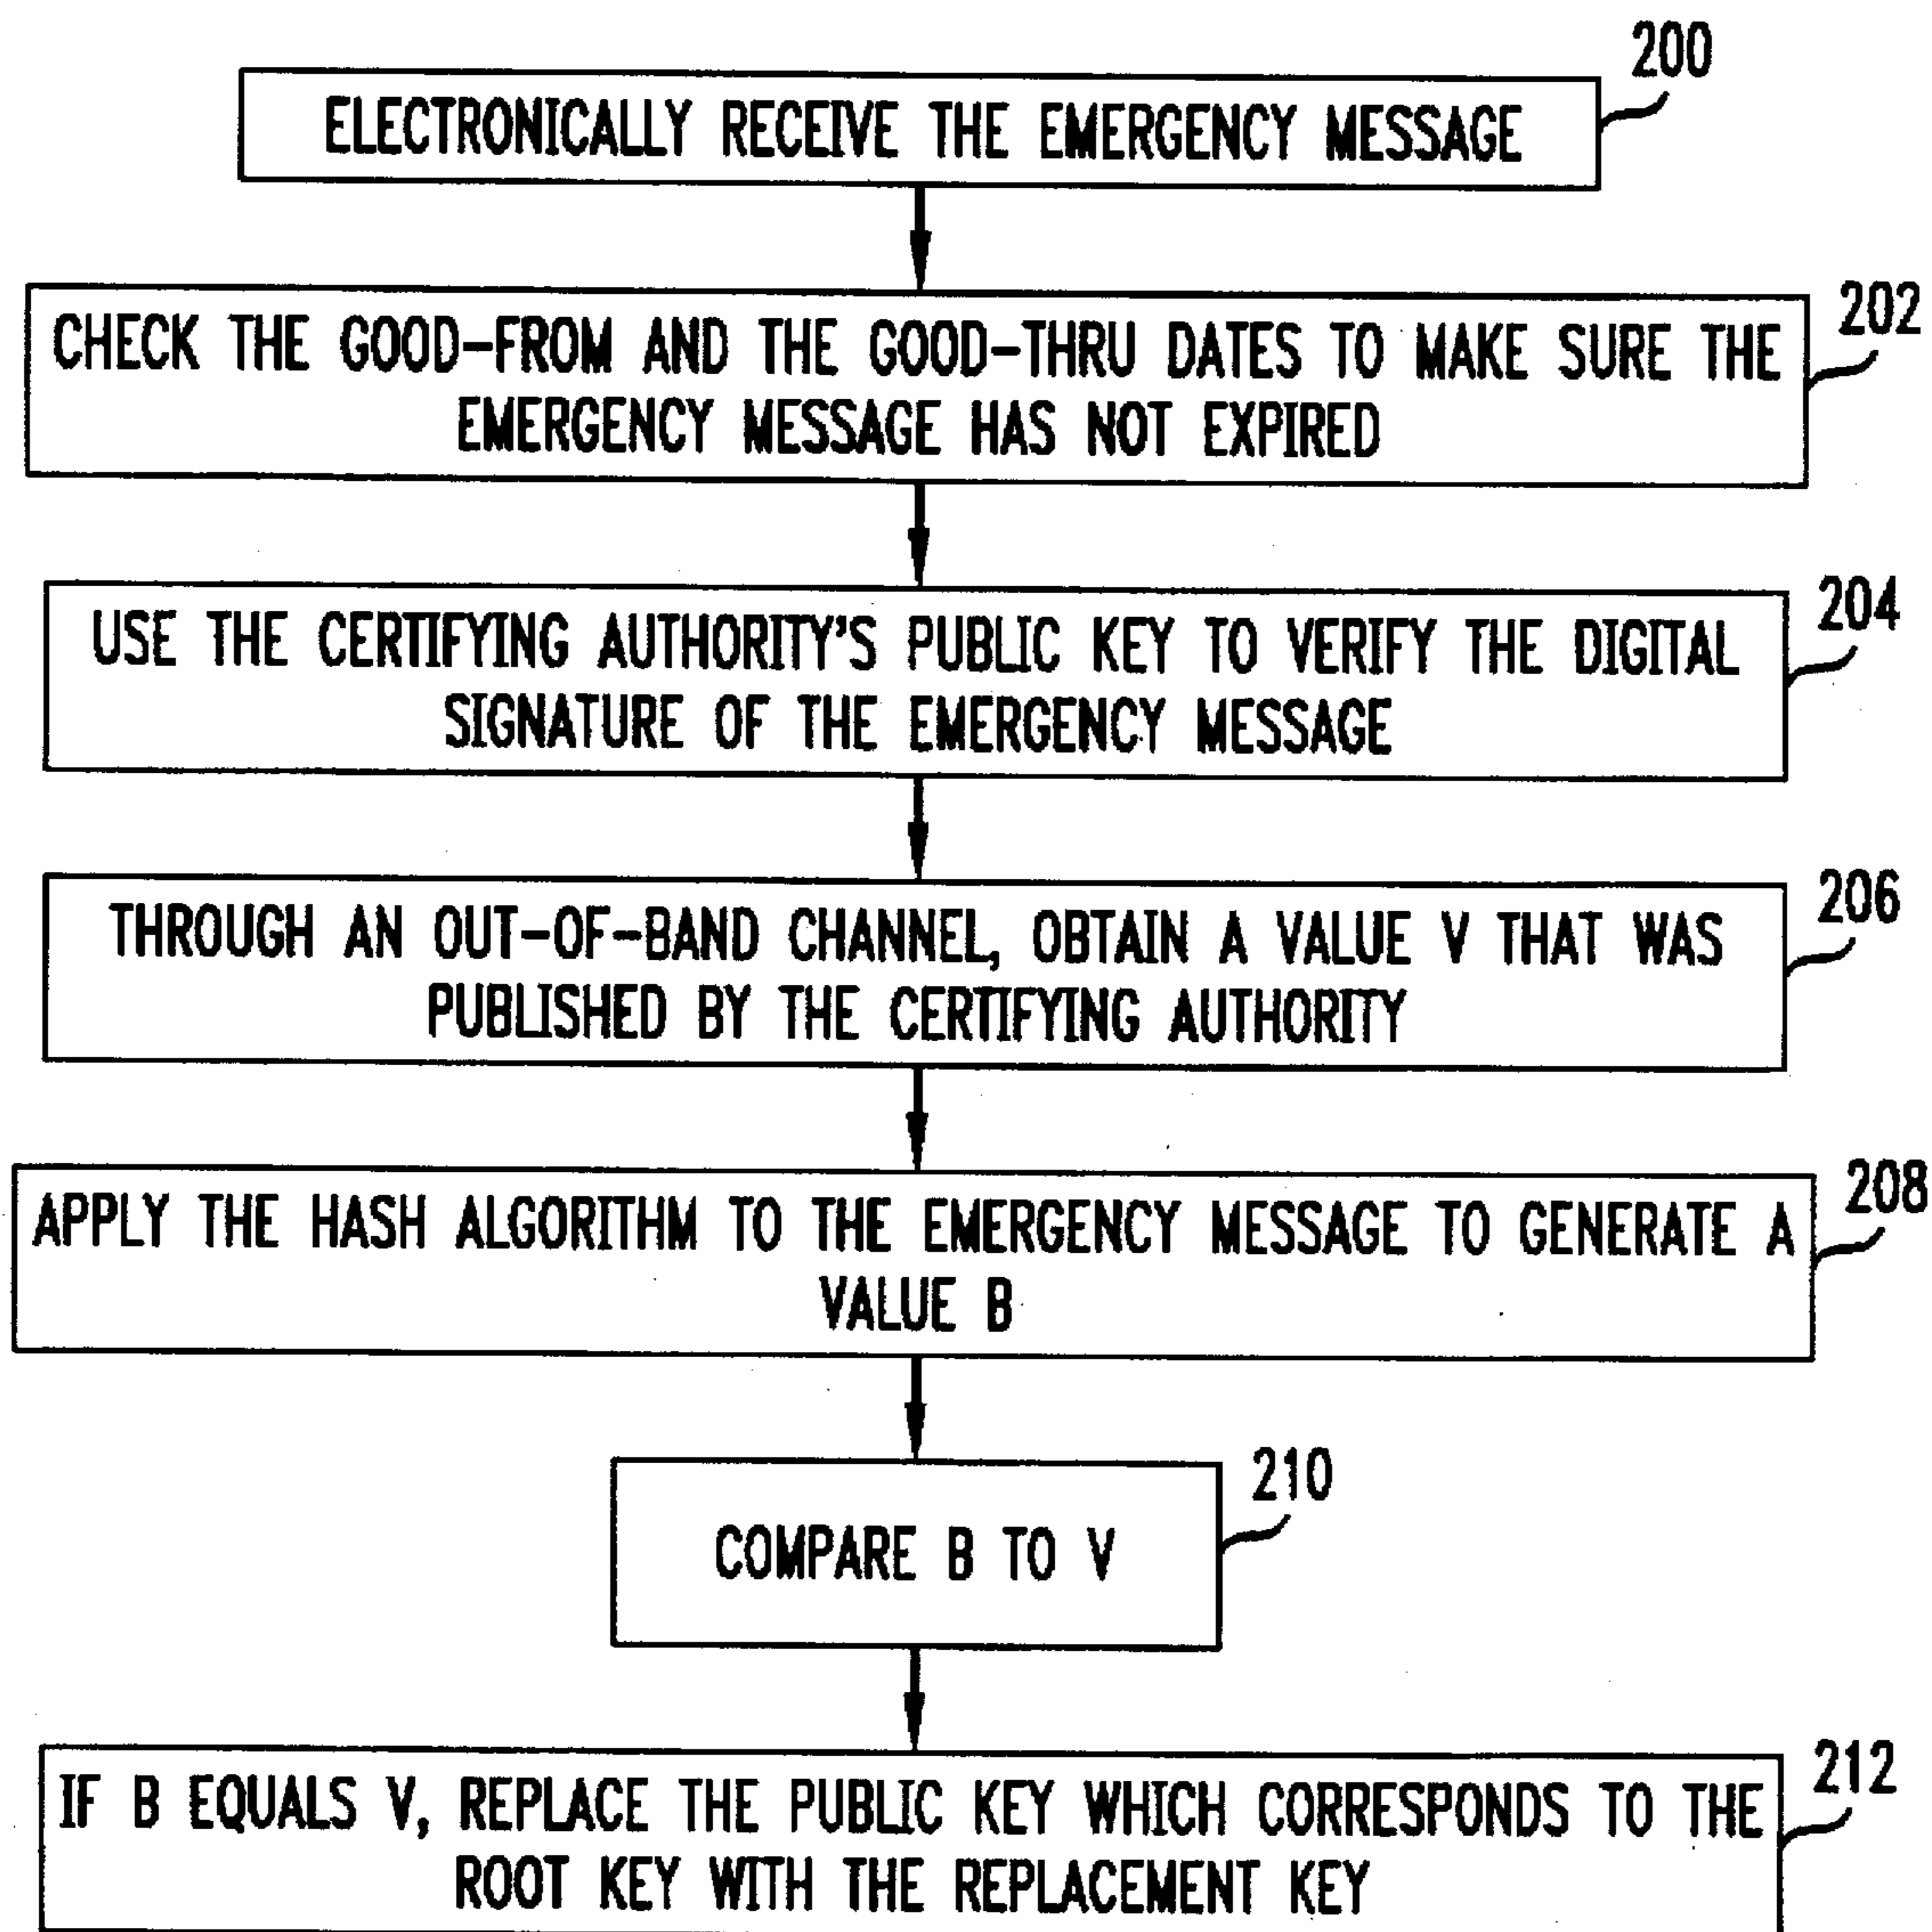 200
ELECTRONICALLY RECEIVE THE EMERGENCY MESSAGE
202
CHECK THE GOOD-FROM AND THE GOOD-THRU DATES TO MAKE SURE THE
EMERGENCY MESSAGE HAS NOT EXPIRED
204
USE THE CERTIFYING AUTHORITY'S PUBLIC KEY TO VERIFY THE DIGITAL
SIGNATURE OF THE EMERGENCY MESSAGE
206
THROUGH AN OUT-OF-BAND CHANNEL, OBTAIN A VALUE V THAT WAS
PUBLISHED BY THE CERTIFYING AUTHORITY
208
APPLY THE HASH ALGORITHM TO THE EMERGENCY MESSAGE TO GENERATE A
VALUE B
210
COMPARE B TO V
212
IF B EQUALS V, REPLACE THE PUBLIC KEY WHICH CORRESPONDS TO THE
ROOT KEY WITH THE REPLACEMENT KEY